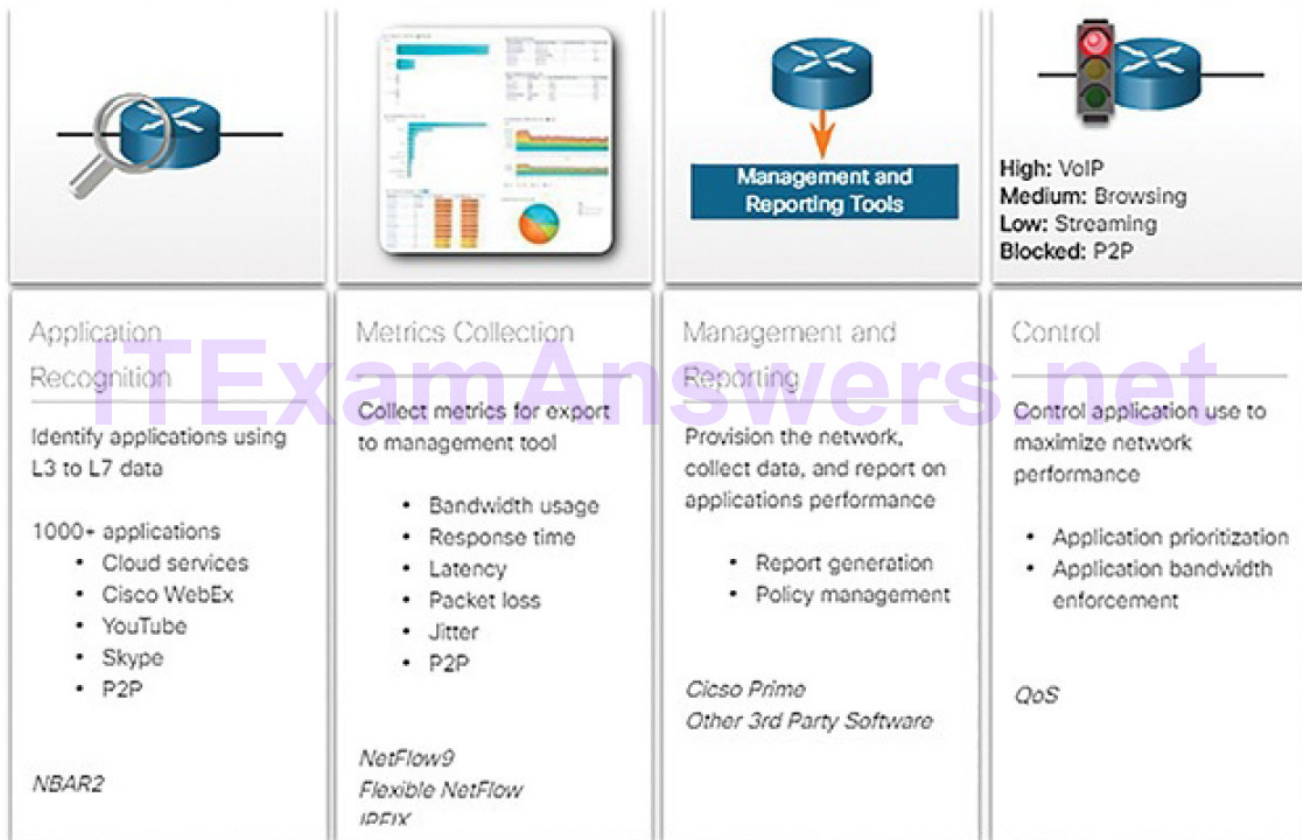 Management and
Reporting Tools
High: VoIP
Medium: Browsing
Low: Streaming
Blocked: P2P
Application
Recognition
Identify applications using
L3 to L7 data
1000+ applications
• Cloud services
• Cisco WebEx
• YouTube
• Skype
• P2P
NBAR2
Metrics Collection
Collect metrics for export
to management tool
• Bandwidth usage
• Response time
• Latency
• Packet loss
• Jitter
• P2P
NetFlow9
Flexible NetFlow
IPFIX
Management and
Reporting
Provision the network,
collect data, and report on
applications performance
• Report generation
• Policy management
Cicso Prime
Other 3rd Party Software
Control
Control application use to
maximize network
performance
• Application prioritization
• Application bandwidth
enforcement
QoS
ITExamAnswers.net